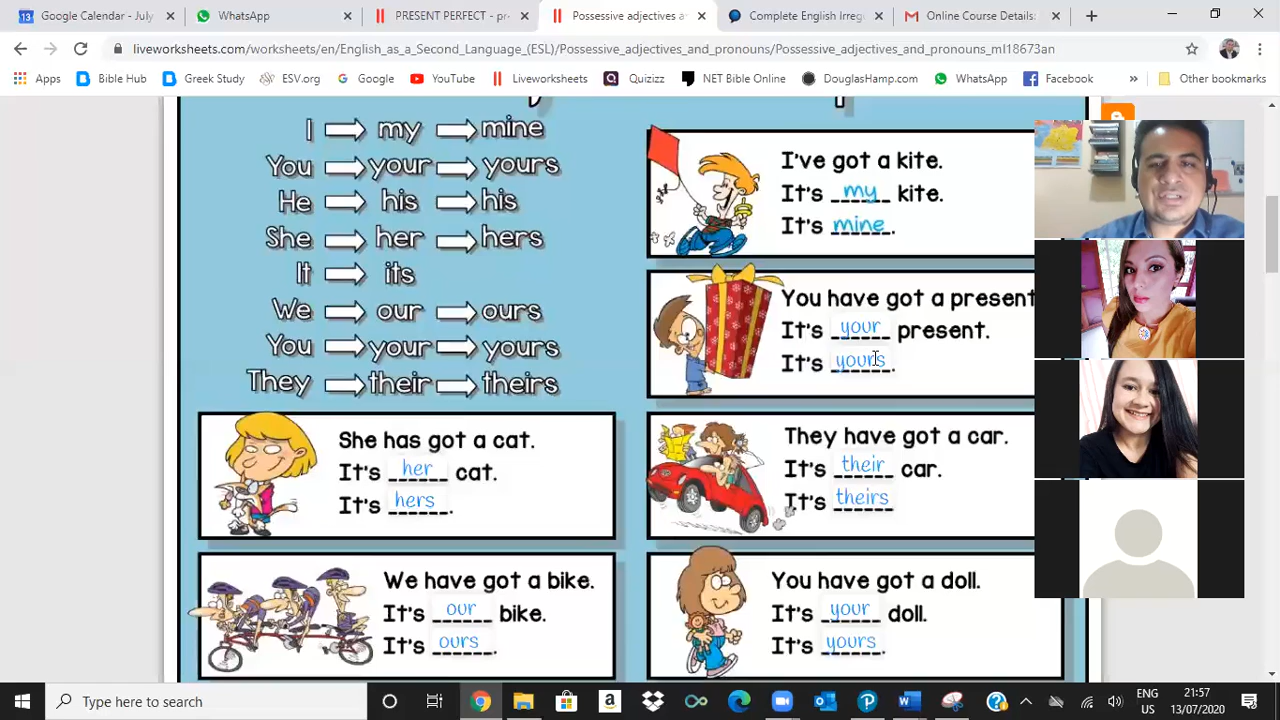 Google Calendar - July
WhatsApp
PRESENT PERFECT - pr
Possessive adjectives a
Complete English Irreg
Online Course Details:
liveworksheets.com/worksheets/en/English_as_a_Second_Language_(ESL)/Possessive_adjectives_and_pronouns/Possessive_adjectives_and_pronouns_ml18673an
Apps
Bible Hub
Greek Study
ESV.org
Google
YouTube
Liveworksheets
Quizizz
NET Bible Online
DouglasHamp.com
WhatsApp
Facebook
»
Other bookmarks
I my mine
You your yours
He his his
She her hers
It its
We our ours
You your yours
They their theirs
I've got a kite.
It's my kite.
It's mine.
You have got a present
It's your present.
It's yours.
She has got a cat.
It's her cat.
It's hers.
They have got a car.
It's their car.
It's theirs
We have got a bike.
It's our bike.
It's ours.
You have got a doll.
It's your doll.
It's yours.
Type here to search
ENG
US
21:57
13/07/2020